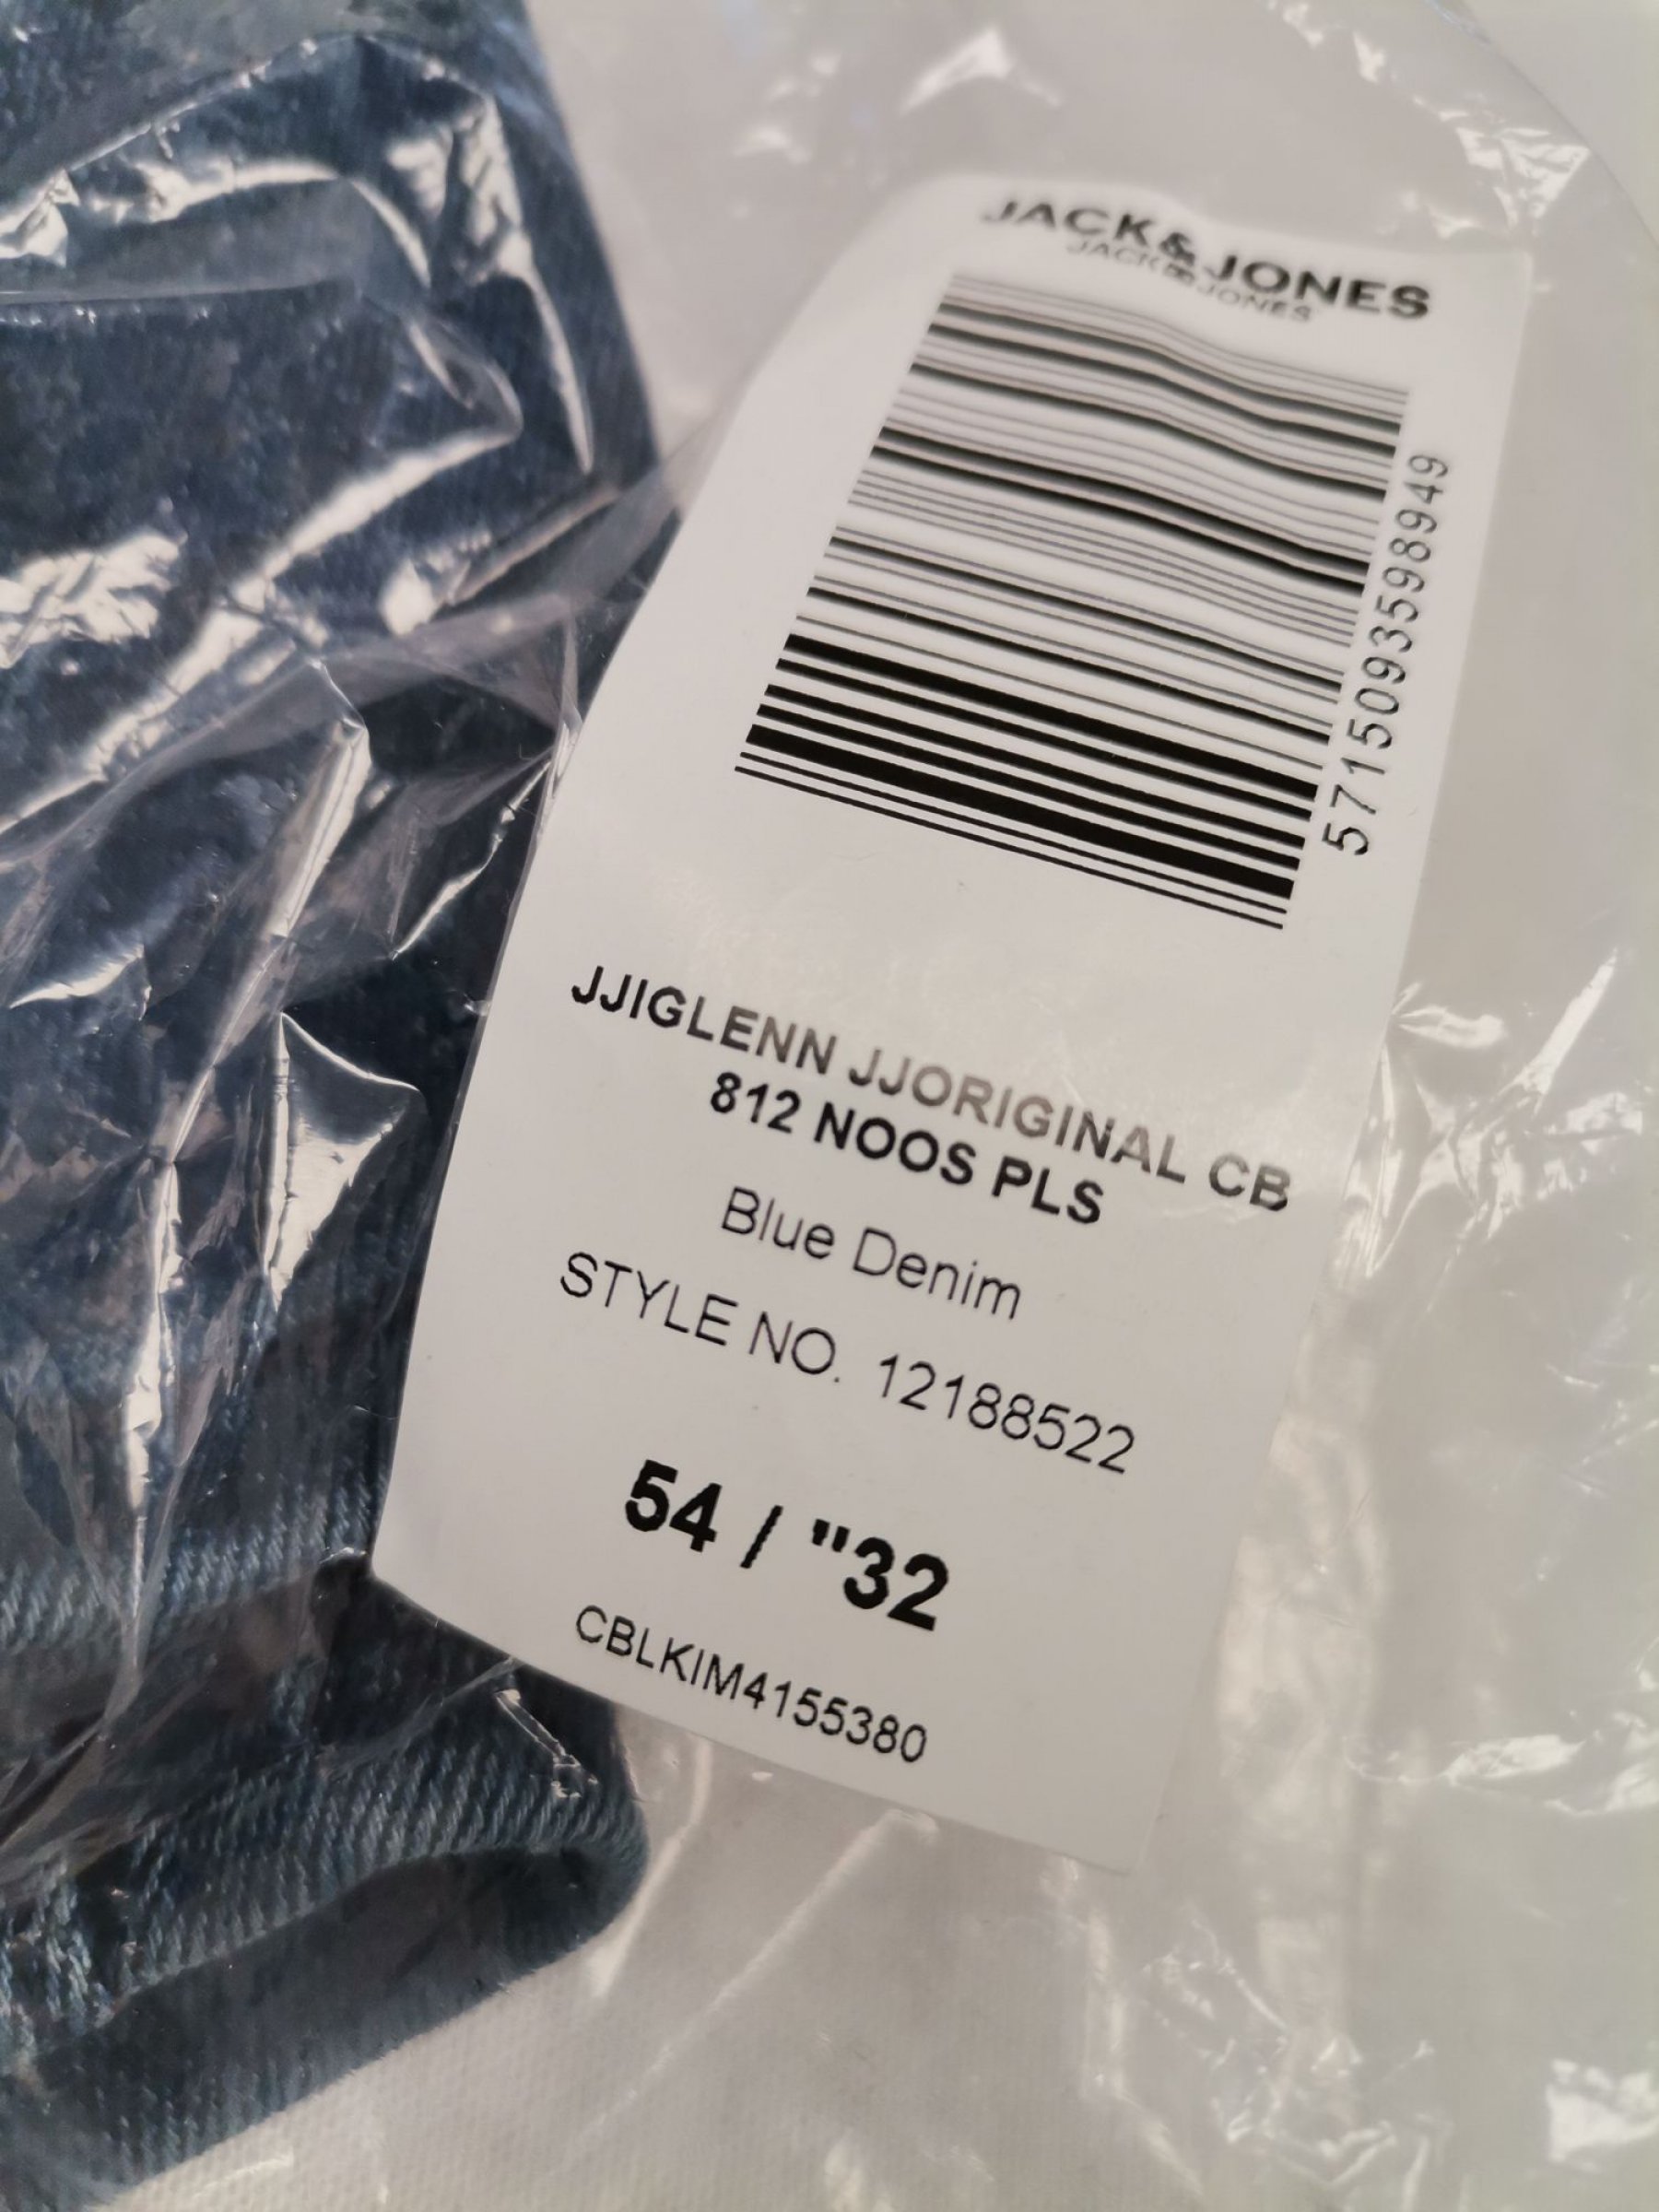 JACK & JONES
JACK & JONES
5715093598949
JJIGLENN JJORIGINAL CB
812 NOOS PLS
Blue Denim
STYLE NO. 12188522
54 / "32
CBLKIM4155380